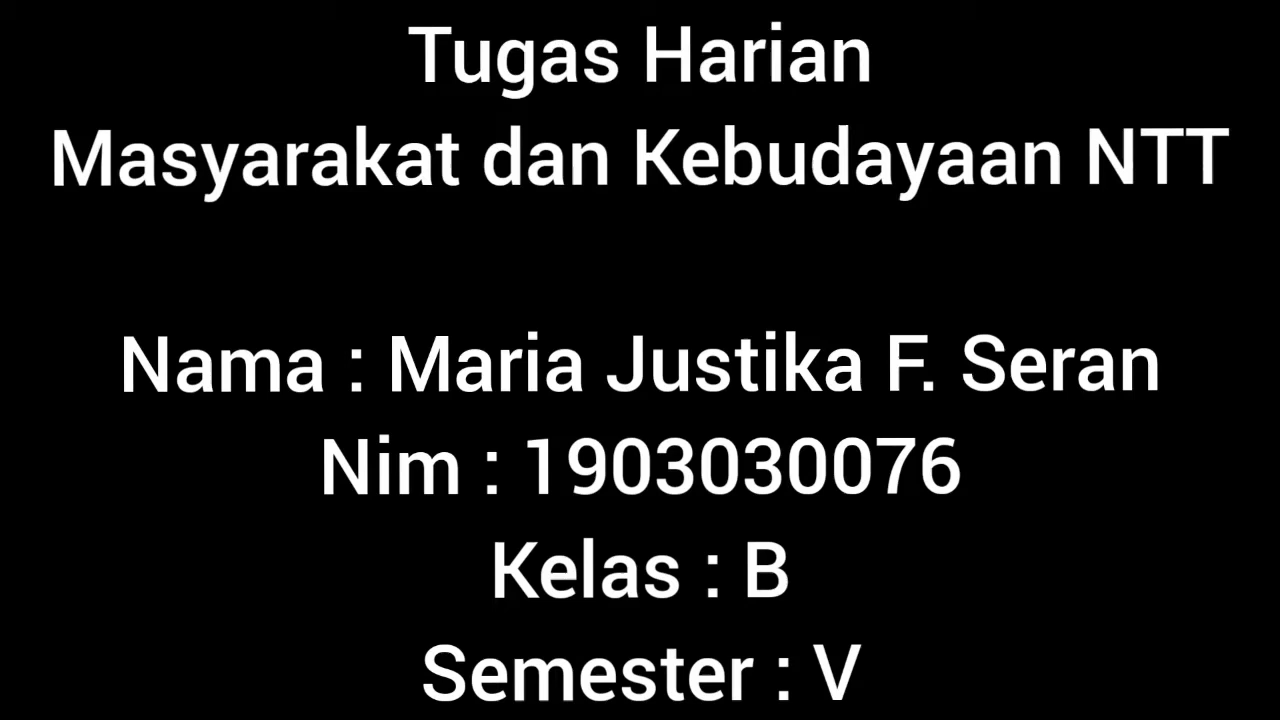 Tugas Harian
Masyarakat dan Kebudayaan NTT
Nama : Maria Justika F. Seran
Nim : 1903030076
Kelas : B
Semester : V